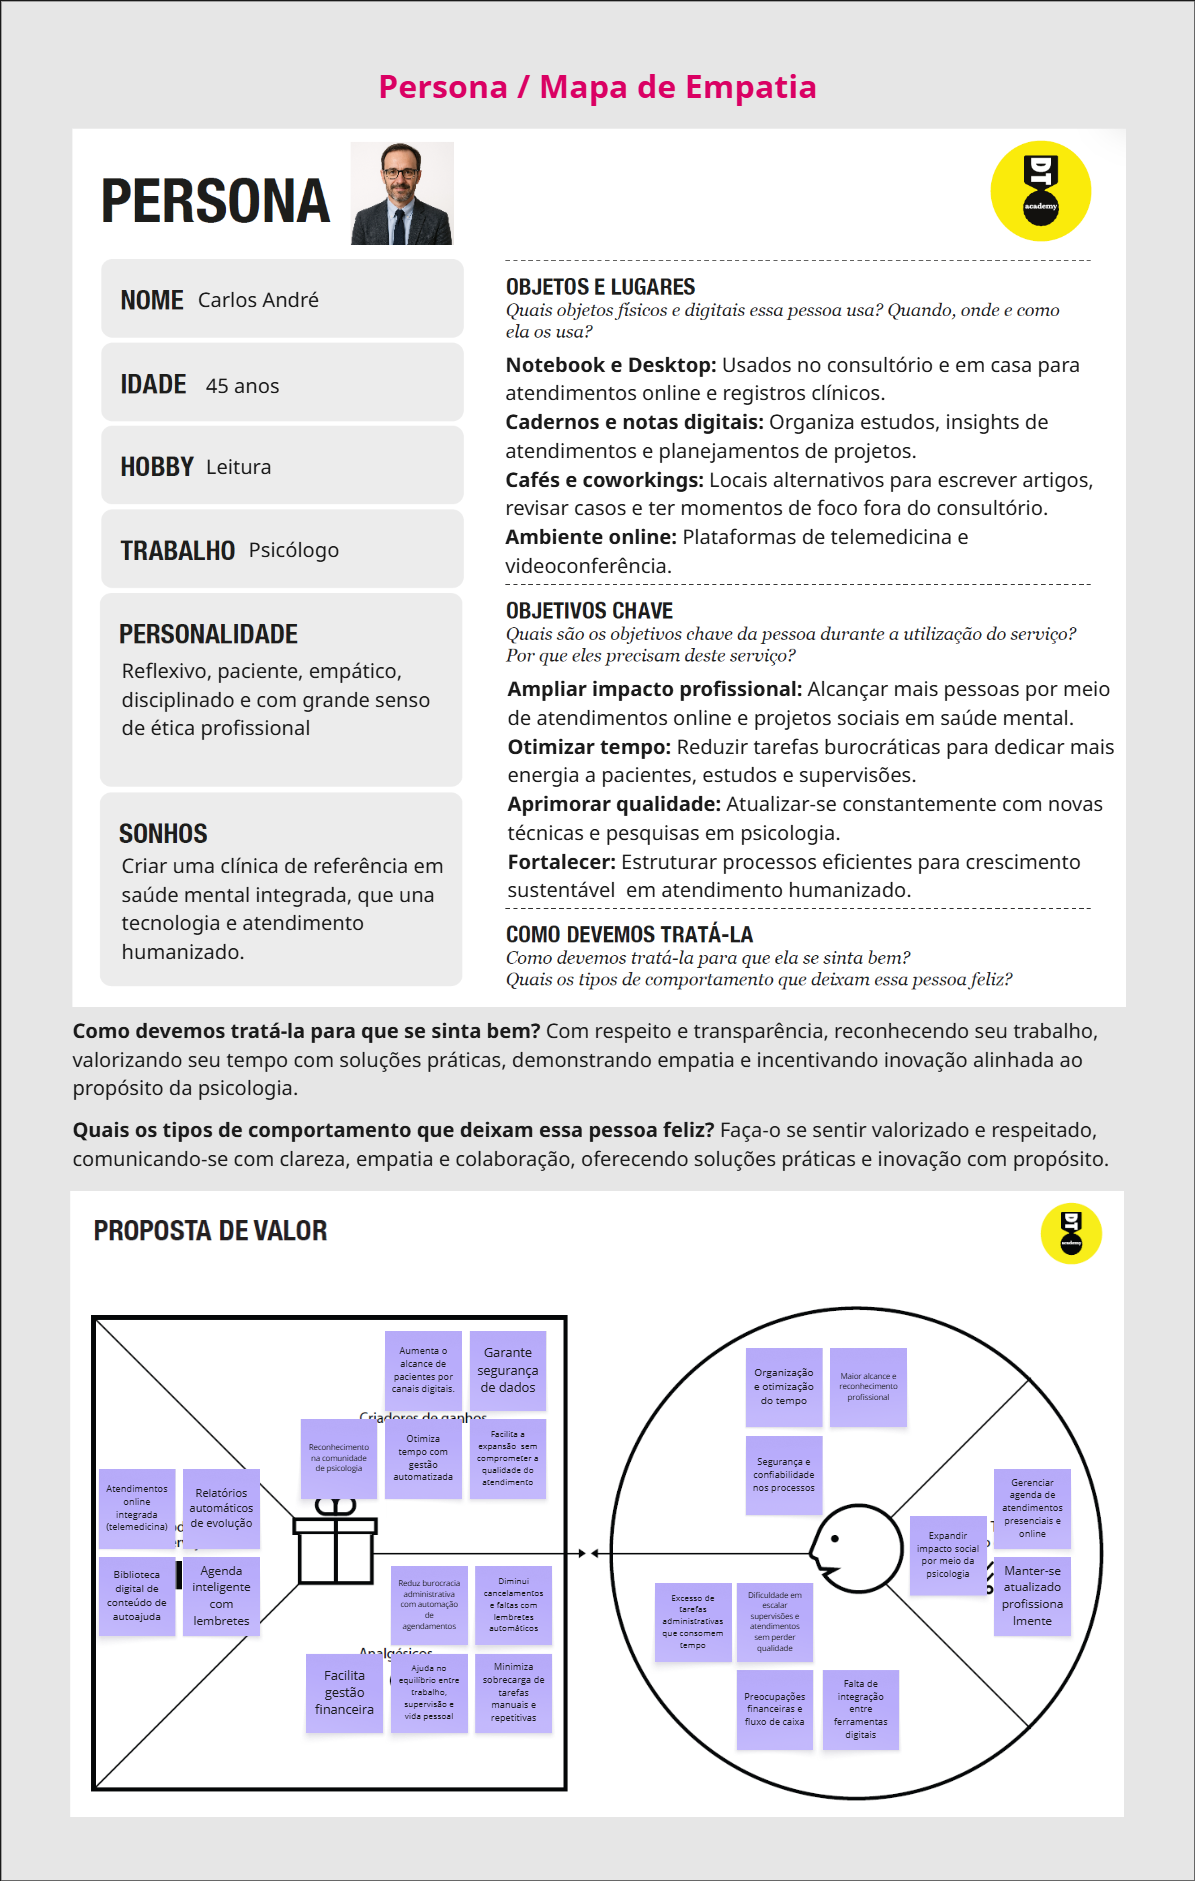 Persona / Mapa de Empatia
PERSONA
DT
academy
NOME Carlos André
IDADE 45 anos
HOBBY Leitura
TRABALHO Psicólogo
PERSONALIDADE
Reflexivo, paciente, empático,
disciplinado e com grande senso
de ética profissional
SONHOS
Criar uma clínica de referência em
saúde mental integrada, que una
tecnologia e atendimento
humanizado.
OBJETOS E LUGARES
Quais objetos físicos e digitais essa pessoa usa? Quando, onde e como
ela os usa?
Notebook e Desktop: Usados no consultório e em casa para
atendimentos online e registros clínicos.
Cadernos e notas digitais: Organiza estudos, insights de
atendimentos e planejamentos de projetos.
Cafés e coworkings: Locais alternativos para escrever artigos,
revisar casos e ter momentos de foco fora do consultório.
Ambiente online: Plataformas de telemedicina e
videoconferência.
OBJETIVOS CHAVE
Quais são os objetivos chave da pessoa durante a utilização do serviço?
Por que eles precisam deste serviço?
Ampliar impacto profissional: Alcançar mais pessoas por meio
de atendimentos online e projetos sociais em saúde mental.
Otimizar tempo: Reduzir tarefas burocráticas para dedicar mais
energia a pacientes, estudos e supervisões.
Aprimorar qualidade: Atualizar-se constantemente com novas
técnicas e pesquisas em psicologia.
Fortalecer: Estruturar processos eficientes para crescimento
sustentável em atendimento humanizado.
COMO DEVEMOS TRATÁ-LA
Como devemos tratá-la para que ela se sinta bem?
Quais os tipos de comportamento que deixam essa pessoa feliz?
Como devemos tratá-la para que se sinta bem? Com respeito e transparência, reconhecendo seu trabalho,
valorizando seu tempo com soluções práticas, demonstrando empatia e incentivando inovação alinhada ao
propósito da psicologia.
Quais os tipos de comportamento que deixam essa pessoa feliz? Faça-o se sentir valorizado e respeitado,
comunicando-se com clareza, empatia e colaboração, oferecendo soluções práticas e inovação com propósito.
PROPOSTA DE VALOR
DT
academy
Aumenta o
alcance de
pacientes por
canais digitais.
Garante
segurança
de dados
Criadores de ganhos
Reconhecimento
na comunidade
de psicologia
Otimiza
tempo com
gestão
automatizada
Facilita a
expansão sem
comprometer a
qualidade do
atendimento
Atendimentos
online
integrada
(telemedicina)
Relatórios
automáticos
de evolução
Biblioteca
digital de
conteúdo de
autoajuda
Agenda
inteligente
com
lembretes
Reduz burocracia
administrativa
com automação
de
agendamentos
Diminui
cancelamentos
e faltas com
lembretes
automáticos
Analgésicos
Facilita
gestão
financeira
Ajuda no
equilíbrio entre
trabalho,
supervisão e
vida pessoal
Minimiza
sobrecarga de
tarefas
manuais e
repetitivas
Organização
e otimização
do tempo
Maior alcance e
reconhecimento
profissional
Segurança e
confiabilidade
nos processos
Gerenciar
agenda de
atendimentos
presenciais e
online
Expandir
impacto social
por meio da
psicologia
Manter-se
atualizado
profissiona
lmente
Excesso de
tarefas
administrativas
que consomem
tempo
Dificuldade em
escalar
supervisões e
atendimentos
sem perder
qualidade
Preocupações
financeiras e
fluxo de caixa
Falta de
integração
entre
ferramentas
digitais